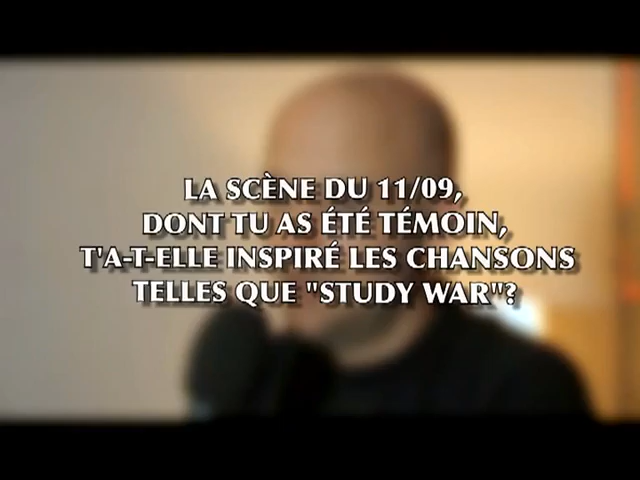 LA SCÈNE DU 11/09,
DONT TU AS ÉTÉ TÉMOIN,
T'A-T-ELLE INSPIRÉ LES CHANSONS
TELLES QUE "STUDY WAR"?